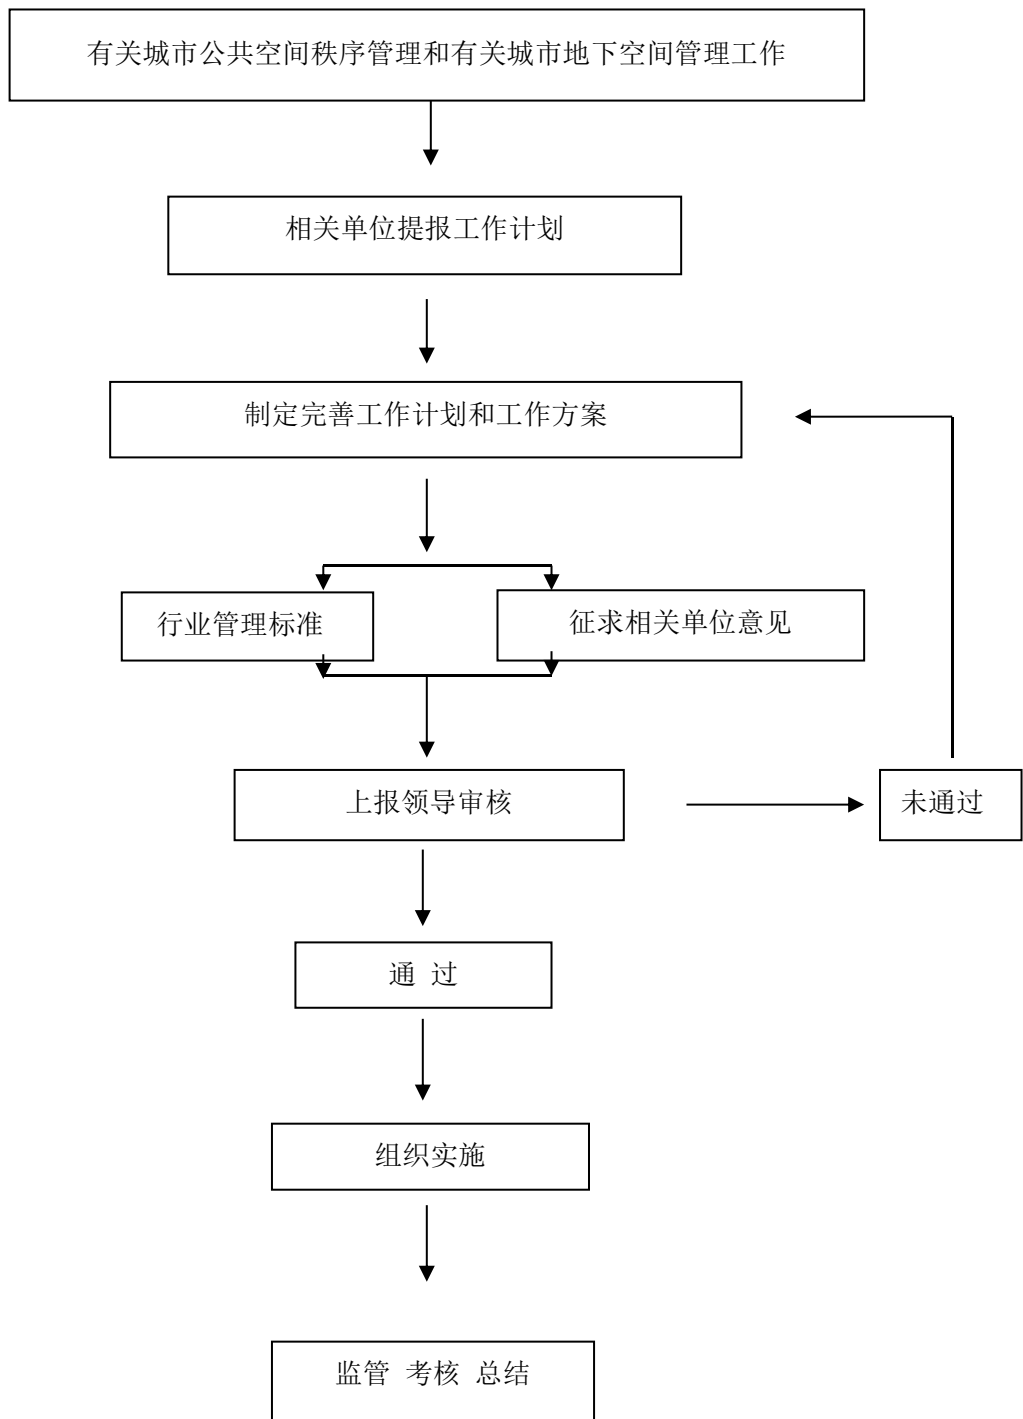 有关城市公共空间秩序管理和有关城市地下空间管理工作
相关单位提报工作计划
制定完善工作计划和工作方案
行业管理标准
征求相关单位意见
上报领导审核
未通过
通 过
组织实施
监管 考核 总结